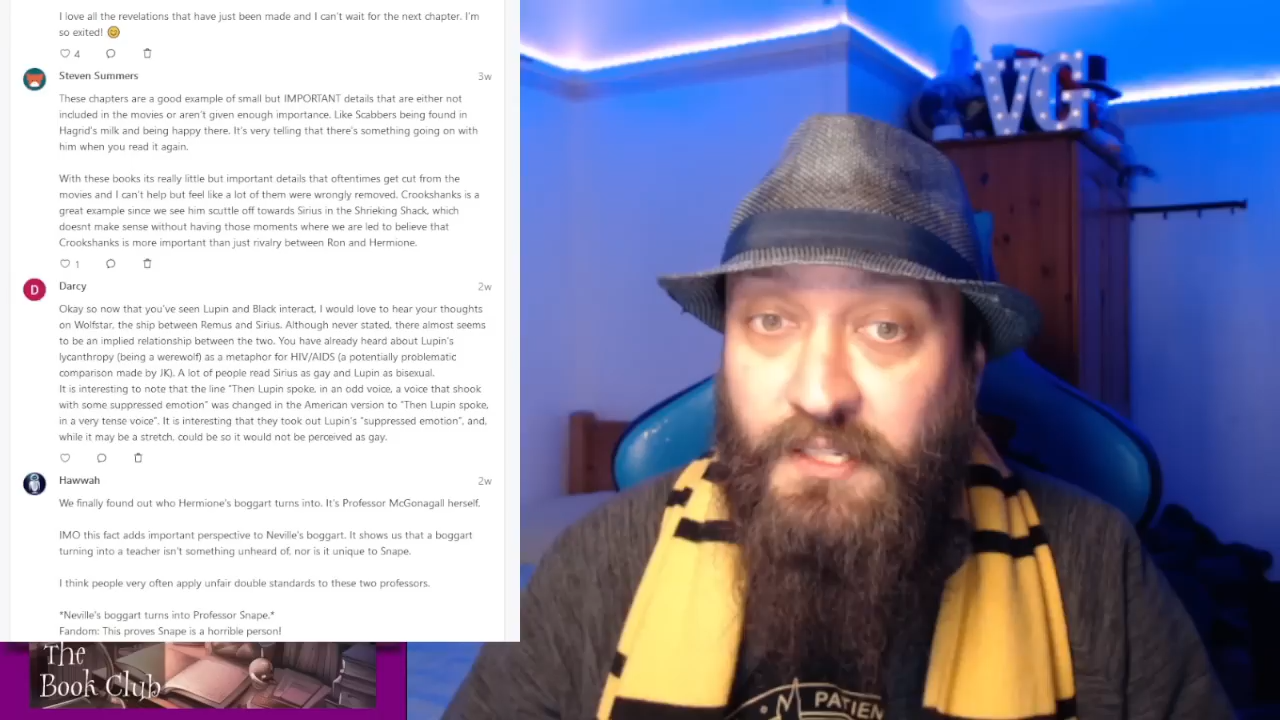 I love all the revelations that have just been made and I can't wait for the next chapter. I'm
so exited! 😊
4
Steven Summers
3w
These chapters are a good example of small but IMPORTANT details that are either not
included in the movies or aren't given enough importance. Like Scabbers being found in
Hagrid's milk and being happy there. It's very telling that there's something going on with
him when you read it again.
With these books its really little but important details that oftentimes get cut from the
movies and I can't help but feel like a lot of them were wrongly removed. Crookshanks is a
great example since we see him scuttle off towards Sirius in the Shrieking Shack, which
doesnt make sense without having those moments where we are led to believe that
Crookshanks is more important than just rivalry between Ron and Hermione.
1
D
Darcy
2w
Okay so now that you've seen Lupin and Black interact, I would love to hear your thoughts
on Wolfstar, the ship between Remus and Sirius. Although never stated, there almost seems
to be an implied relationship between the two. You have already heard about Lupin's
lycanthropy (being a werewolf) as a metaphor for HIV/AIDS (a potentially problematic
comparison made by JK). A lot of people read Sirius as gay and Lupin as bisexual.
It is interesting to note that the line "Then Lupin spoke, in an odd voice, a voice that shook
with some suppressed emotion" was changed in the American version to "Then Lupin spoke,
in a very tense voice". It is interesting that they took out Lupin's "suppressed emotion", and,
while it may be a stretch, could be so it would not be perceived as gay.
Hawwah
2w
We finally found out who Hermione's boggart turns into. It's Professor McGonagall herself.
IMO this fact adds important perspective to Neville's boggart. It shows us that a boggart
turning into a teacher isn't something unheard of, nor is it unique to Snape.
I think people very often apply unfair double standards to these two professors.
*Neville's boggart turns into Professor Snape.*
Fandom: This proves Snape is a horrible person!
The
Book Club
VG
PATIEN